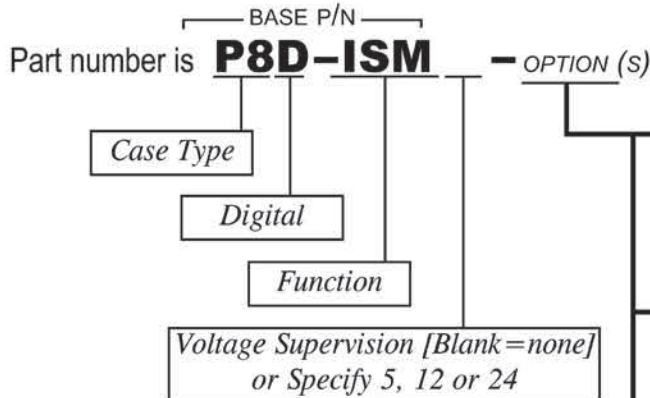 BASE P/N
Part number is P8D–ISM – OPTION (S)
Case Type
Digital
Function
Voltage Supervision [Blank=none]
or Specify 5, 12 or 24